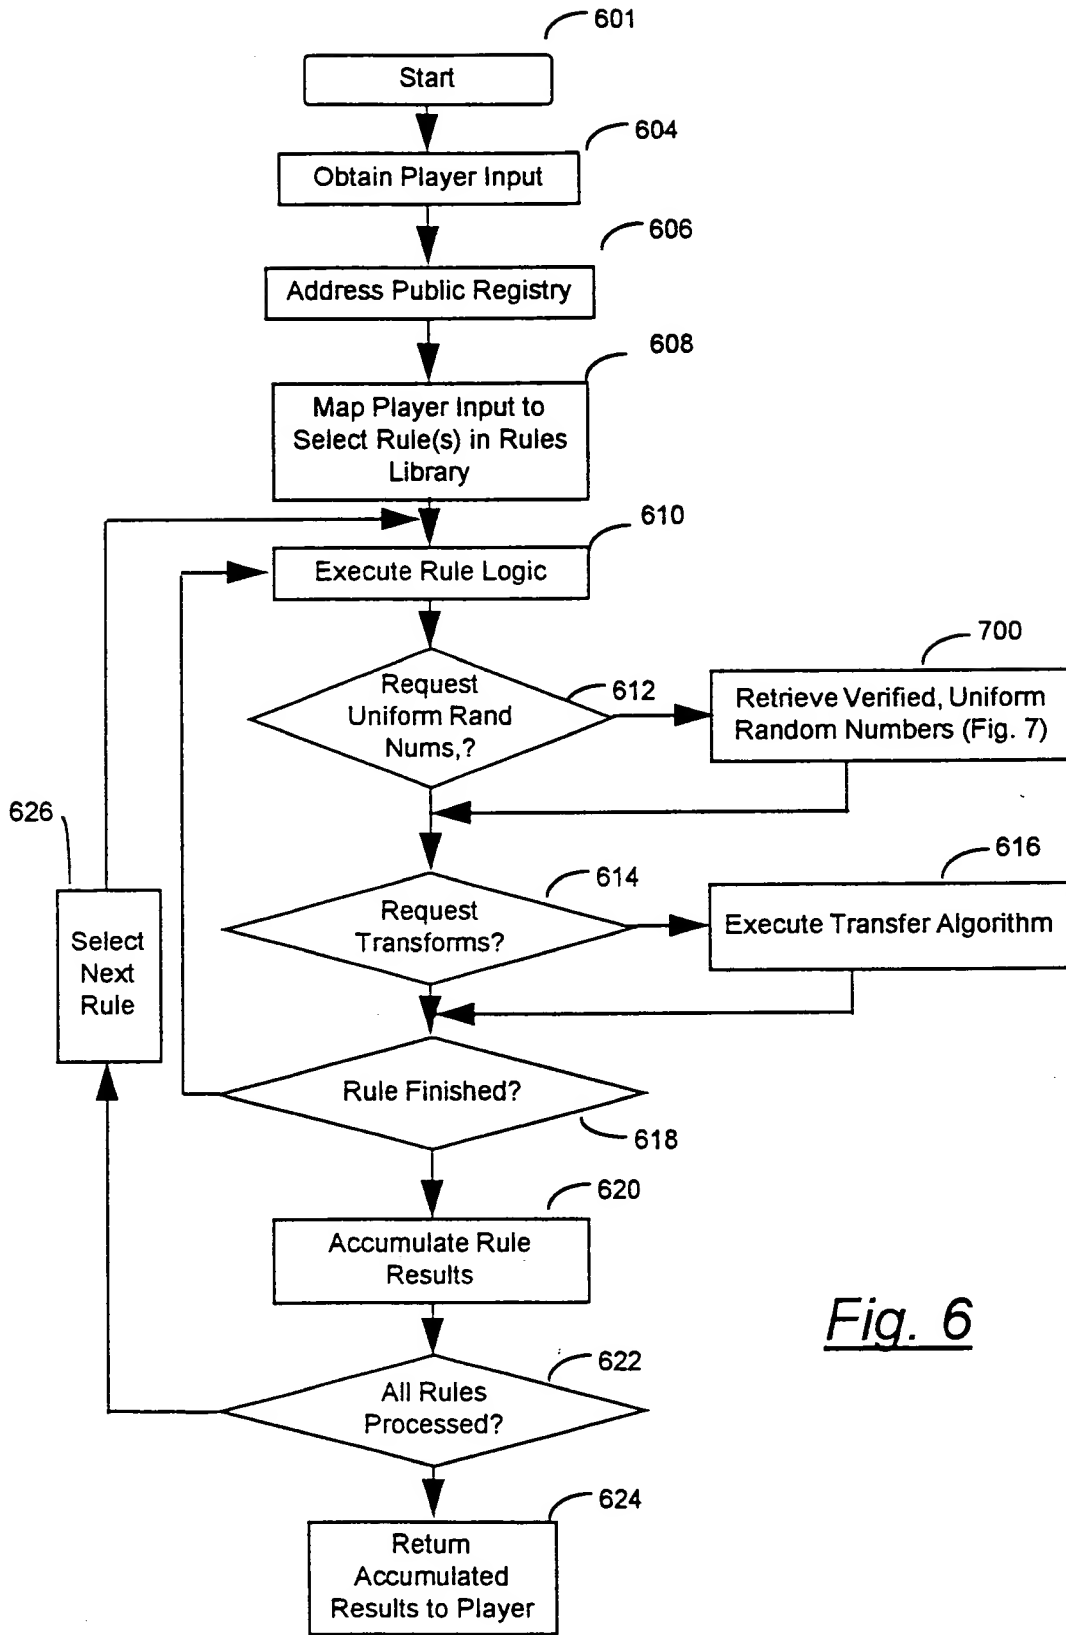 601
Start
604
Obtain Player Input
606
Address Public Registry
608
Map Player Input to
Select Rule(s) in Rules
Library
610
Execute Rule Logic
700
Request
Uniform Rand
Nums,?
612
Retrieve Verified, Uniform
Random Numbers (Fig. 7)
626
614
616
Request
Transforms?
Execute Transfer Algorithm
Select
Next
Rule
Rule Finished?
618
620
Accumulate Rule
Results
Fig. 6
622
All Rules
Processed?
624
Return
Accumulated
Results to Player